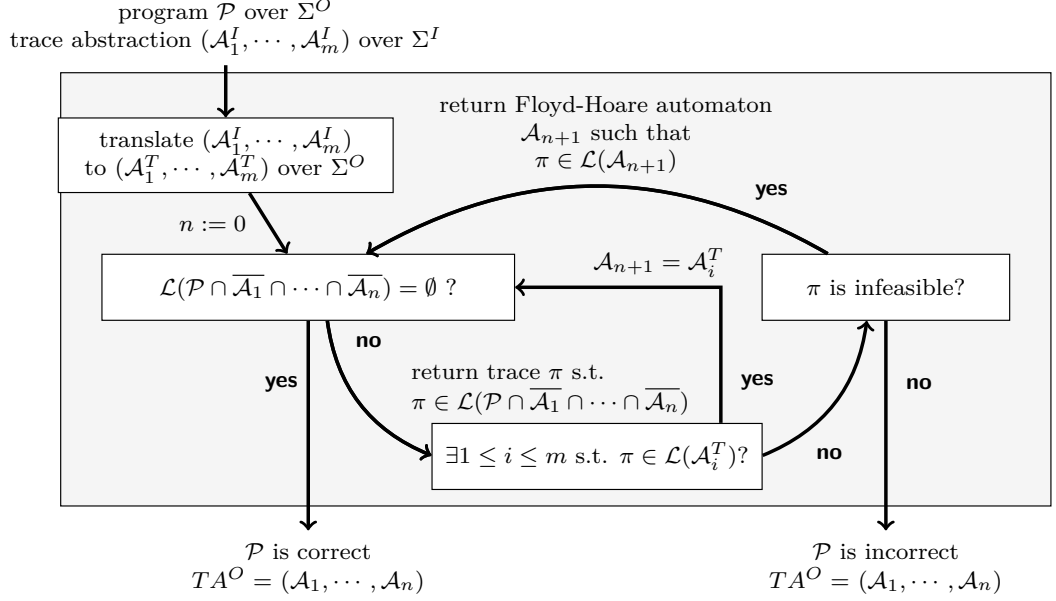 program 𝒫 over Σ^O
trace abstraction (𝒜_1^I, ⋯ , 𝒜_m^I) over Σ^I
translate (𝒜_1^I, ⋯ , 𝒜_m^I)
to (𝒜_1^T, ⋯ , 𝒜_m^T) over Σ^O
n := 0
return Floyd-Hoare automaton
𝒜_{n+1} such that
π ∈ ℒ(𝒜_{n+1})
yes
ℒ(𝒫 ∩ \overline{𝒜_1} ∩ ⋯ ∩ \overline{𝒜_n}) = ∅ ?
𝒜_{n+1} = 𝒜_i^T
π is infeasible?
no
yes
return trace π s.t.
π ∈ ℒ(𝒫 ∩ \overline{𝒜_1} ∩ ⋯ ∩ \overline{𝒜_n})
yes
no
∃1 ≤ i ≤ m s.t. π ∈ ℒ(𝒜_i^T)?
no
𝒫 is correct
TA^O = (𝒜_1, ⋯ , 𝒜_n)
𝒫 is incorrect
TA^O = (𝒜_1, ⋯ , 𝒜_n)